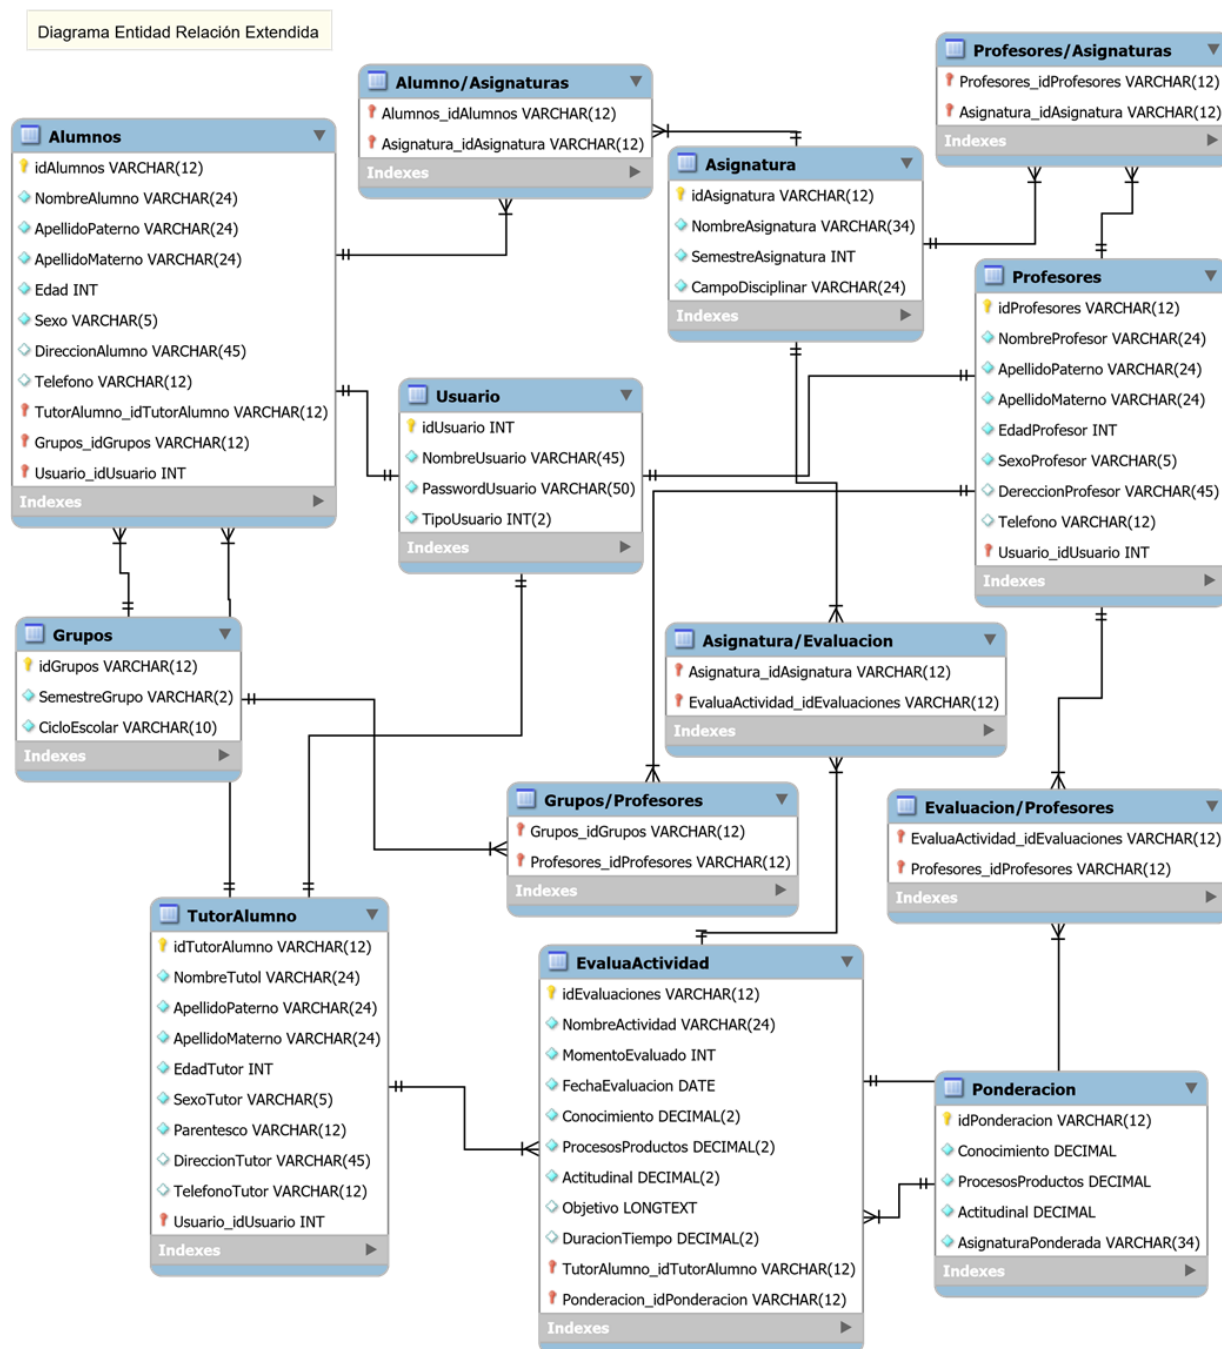 Diagrama Entidad Relación Extendida
Profesores/Asignaturas
Profesores_idProfesores VARCHAR(12)
Asignatura_idAsignatura VARCHAR(12)
Indexes
Alumno/Asignaturas
Alumnos_idAlumnos VARCHAR(12)
Asignatura_idAsignatura VARCHAR(12)
Indexes
Alumnos
idAlumnos VARCHAR(12)
NombreAlumno VARCHAR(24)
ApellidoPaterno VARCHAR(24)
ApellidoMaterno VARCHAR(24)
Edad INT
Sexo VARCHAR(5)
DireccionAlumno VARCHAR(45)
Telefono VARCHAR(12)
TutorAlumno_idTutorAlumno VARCHAR(12)
Grupos_idGrupos VARCHAR(12)
Usuario_idUsuario INT
Indexes
Asignatura
idAsignatura VARCHAR(12)
NombreAsignatura VARCHAR(34)
SemestreAsignatura INT
CampoDisciplinar VARCHAR(24)
Indexes
Profesores
idProfesores VARCHAR(12)
NombreProfesor VARCHAR(24)
ApellidoPaterno VARCHAR(24)
ApellidoMaterno VARCHAR(24)
EdadProfesor INT
SexoProfesor VARCHAR(5)
DereccionProfesor VARCHAR(45)
Telefono VARCHAR(12)
Usuario_idUsuario INT
Indexes
Usuario
idUsuario INT
NombreUsuario VARCHAR(45)
PasswordUsuario VARCHAR(50)
TipoUsuario INT(2)
Indexes
Grupos
idGrupos VARCHAR(12)
SemestreGrupo VARCHAR(2)
CicloEscolar VARCHAR(10)
Indexes
Asignatura/Evaluacion
Asignatura_idAsignatura VARCHAR(12)
EvaluaActividad_idEvaluaciones VARCHAR(12)
Indexes
Grupos/Profesores
Grupos_idGrupos VARCHAR(12)
Profesores_idProfesores VARCHAR(12)
Indexes
Evaluacion/Profesores
EvaluaActividad_idEvaluaciones VARCHAR(12)
Profesores_idProfesores VARCHAR(12)
Indexes
TutorAlumno
idTutorAlumno VARCHAR(12)
NombreTutol VARCHAR(24)
ApellidoPaterno VARCHAR(24)
ApellidoMaterno VARCHAR(24)
EdadTutor INT
SexoTutor VARCHAR(5)
Parentesco VARCHAR(12)
DireccionTutor VARCHAR(45)
TelefonoTutor VARCHAR(12)
Usuario_idUsuario INT
Indexes
EvaluaActividad
idEvaluaciones VARCHAR(12)
NombreActividad VARCHAR(24)
MomentoEvaluado INT
FechaEvaluacion DATE
Conocimiento DECIMAL(2)
ProcesosProductos DECIMAL(2)
Actitudinal DECIMAL(2)
Objetivo LONGTEXT
DuracionTiempo DECIMAL(2)
TutorAlumno_idTutorAlumno VARCHAR(12)
Ponderacion_idPonderacion VARCHAR(12)
Indexes
Ponderacion
idPonderacion VARCHAR(12)
Conocimiento DECIMAL
ProcesosProductos DECIMAL
Actitudinal DECIMAL
AsignaturaPonderada VARCHAR(34)
Indexes